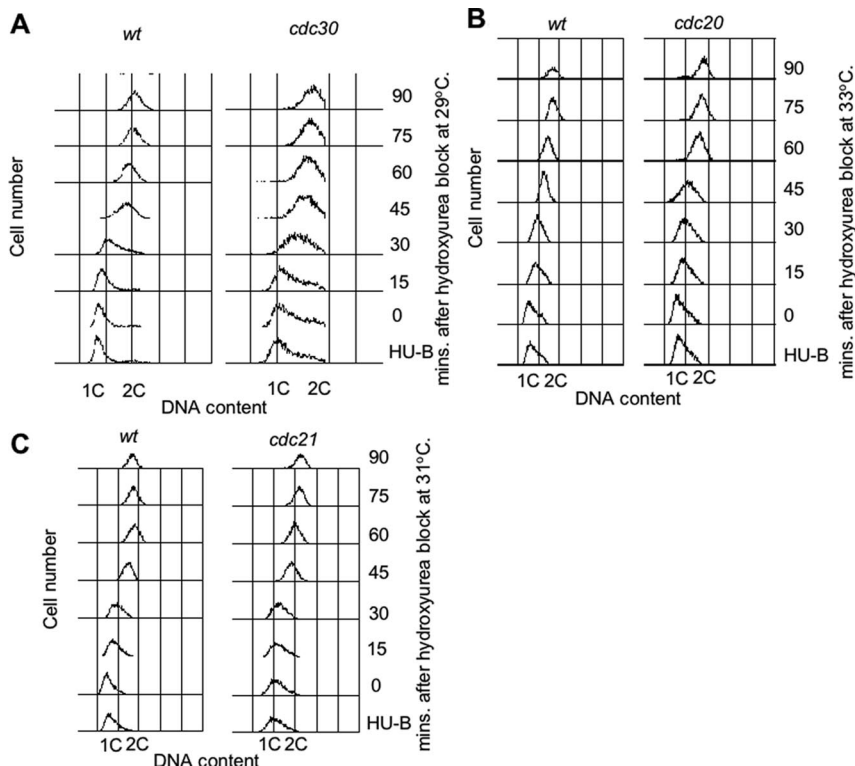 A
wt cdc30
90
75
60
45
30
15
0
HU-B
Cell number
mins. after hydroxyurea block at 29ºC.
1C 2C 1C 2C
DNA content
B
wt cdc20
90
75
60
45
30
15
0
HU-B
Cell number
mins. after hydroxyurea block at 33ºC.
1C 2C 1C 2C
DNA content
C
wt cdc21
90
75
60
45
30
15
0
HU-B
Cell number
mins. after hydroxyurea block at 31ºC.
1C 2C 1C 2C
DNA content